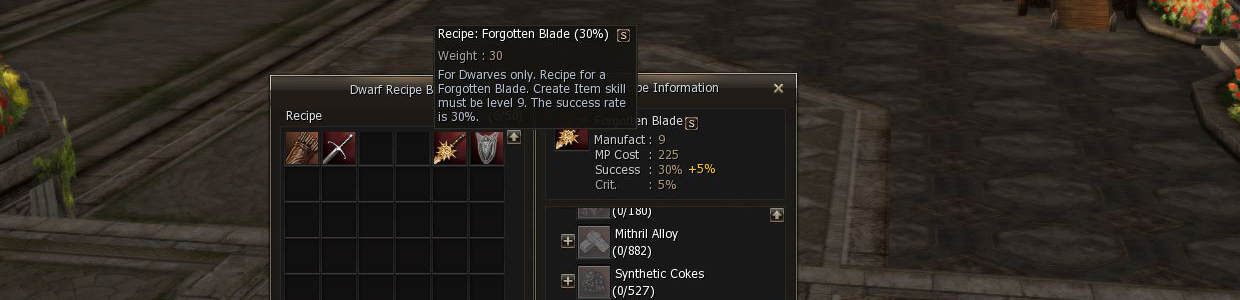 Recipe: Forgotten Blade (30%) S
Weight : 30
For Dwarves only. Recipe for a
Forgotten Blade. Create Item skill
must be level 9. The success rate
is 30%.
Dwarf Recipe B
Recipe
Information
Forgotten Blade S
Manufact : 9
MP Cost : 225
Success : 30% +5%
Crit. : 5%
(0/180)
Mithril Alloy
(0/882)
Synthetic Cokes
(0/527)